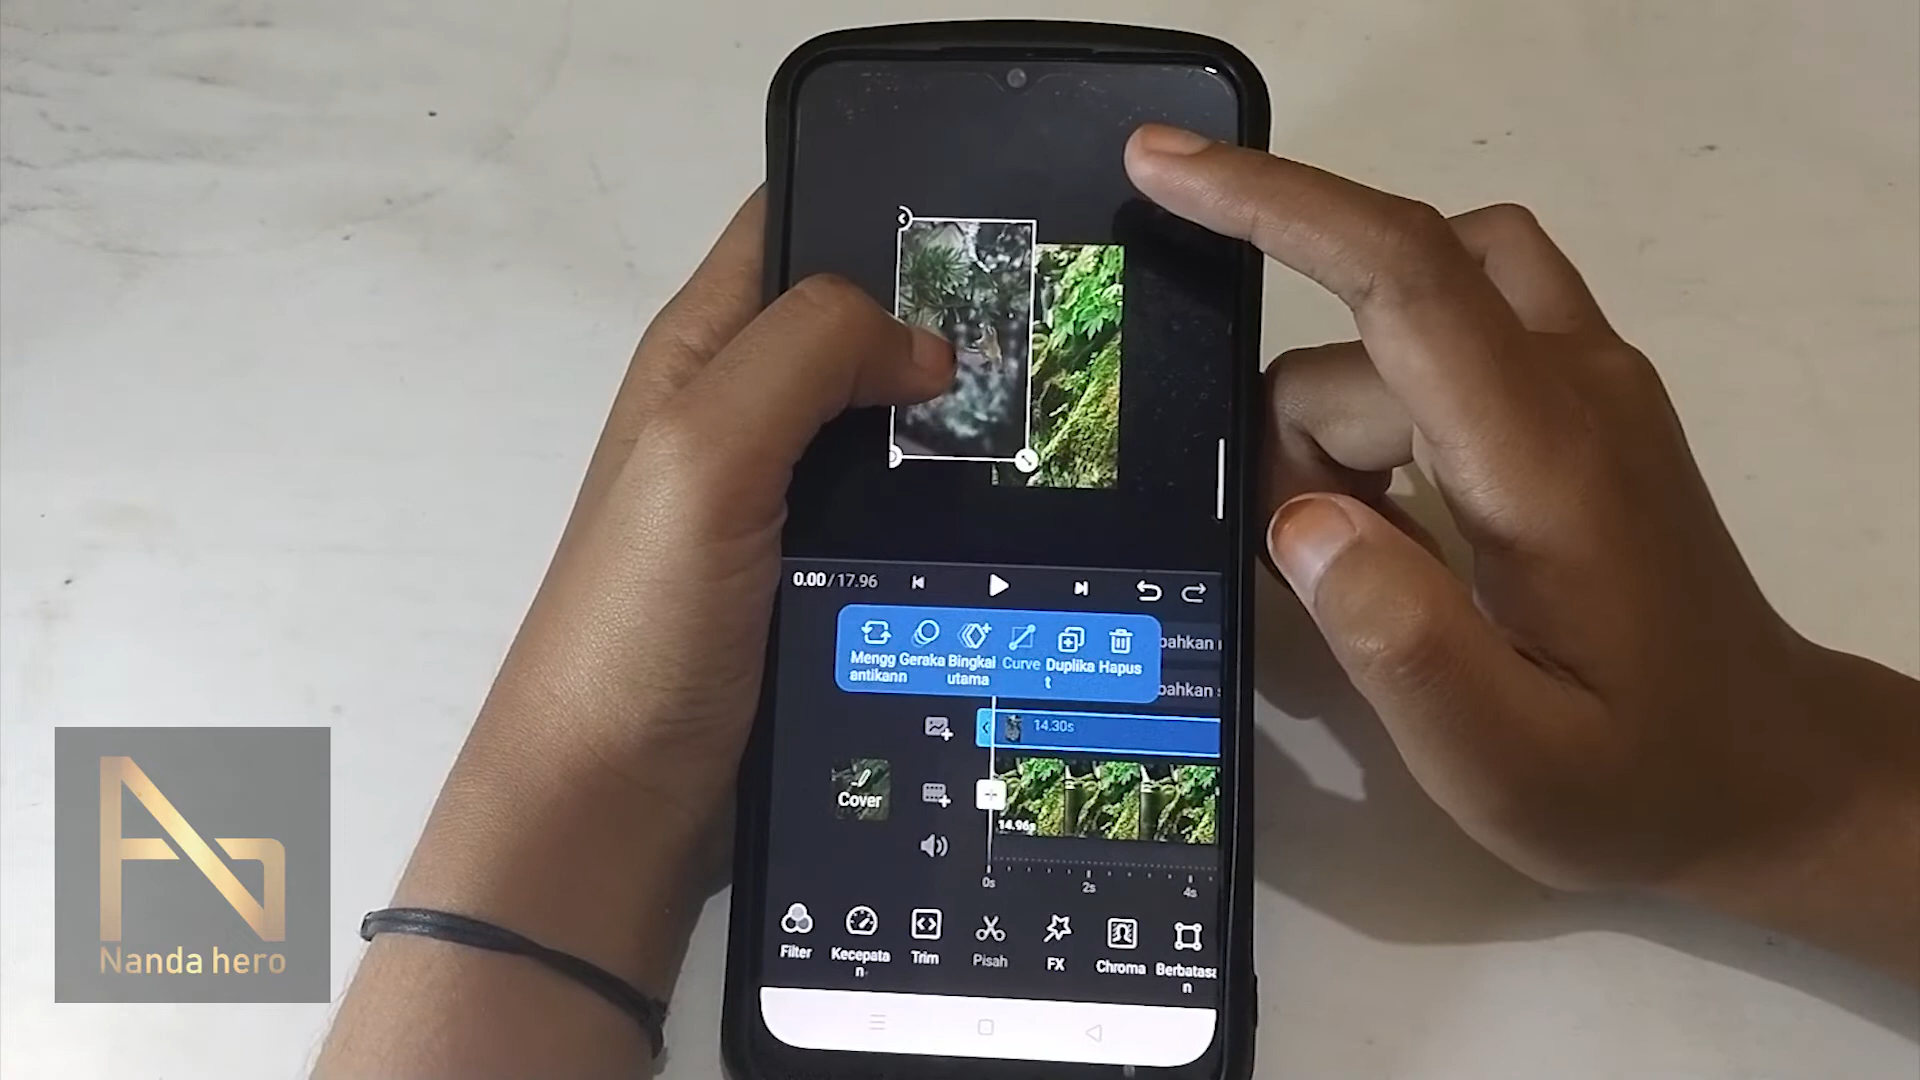 0.00/17.96
Mengg
antikann
Geraka
Bingkai
utama
Curve
Duplika
t
Hapus
bahkan
bahkan
14.30s
Cover
14.96s
0s
2s
4s
Filter
Kecepata
n
Trim
Pisah
FX
Chroma
Berbatasa
n
Nanda hero